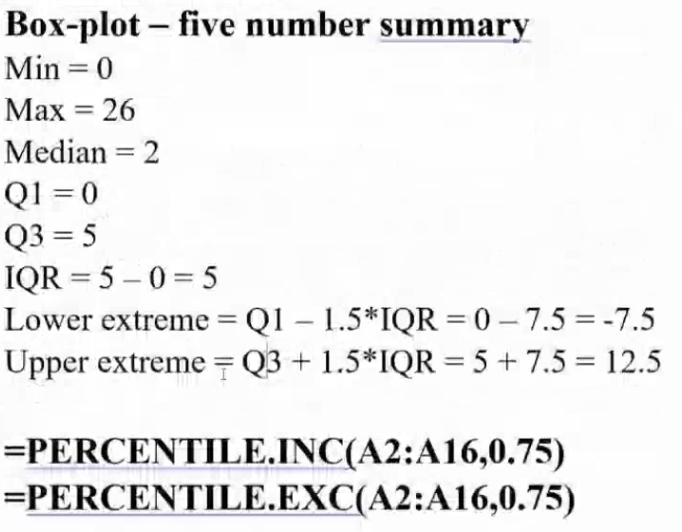 Box-plot – five number summary
Min = 0
Max = 26
Median = 2
Q1 = 0
Q3 = 5
IQR = 5 – 0 = 5
Lower extreme = Q1 – 1.5*IQR = 0 – 7.5 = -7.5
Upper extreme = Q3 + 1.5*IQR = 5 + 7.5 = 12.5
=PERCENTILE.INC(A2:A16,0.75)
=PERCENTILE.EXC(A2:A16,0.75)